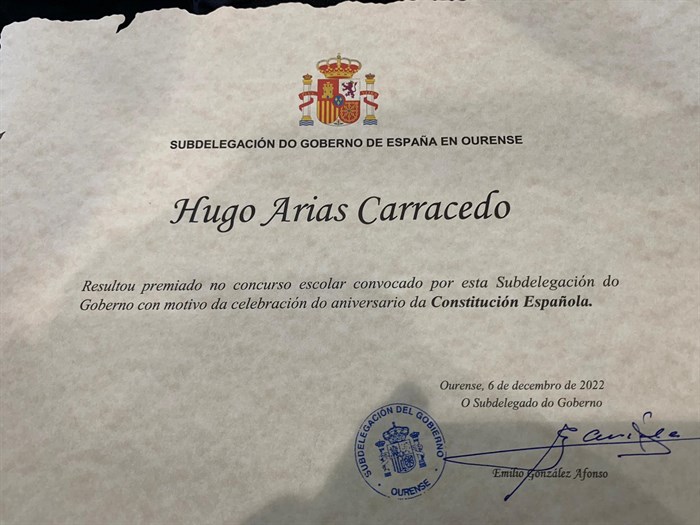 SUBDELEGACIÓN DO GOBERNO DE ESPAÑA EN OURENSE
Hugo Arias Carracedo
Resultou premiado no concurso escolar convocado por esta Subdelegación do
Goberno con motivo da celebración do aniversario da Constitución Española.
Ourense, 6 de decembro de 2022
O Subdelegado do Goberno
SUBDELEGACIÓN DEL GOBIERNO
OURENSE
Emilio González Afonso